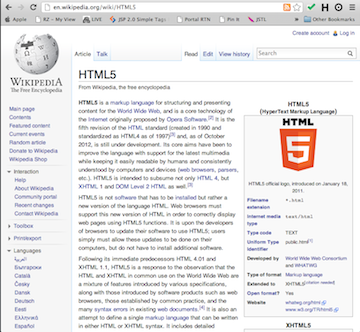 en.wikipedia.org/wiki/HTML5
Apple
RZ – My View
LIVE
JSP 2.0 Simple Tag
Portal RTN
Pin It
JSTL
Other Bookmarks
Create account
Log in
WIKIPEDIA
The Free Encyclopedia
Article Talk
Read Edit View history
Search
Main page
Contents
Featured content
Current events
Random article
Donate to Wikipedia
Wikipedia Shop
Interaction
Help
About Wikipedia
Community portal
Recent changes
Contact Wikipedia
Toolbox
Print/export
Languages
العربية
Български
Česky
Dansk
Deutsch
Eesti
Ελληνικά
Español
HTML5
From Wikipedia, the free encyclopedia
HTML5 is a markup language for structuring and presenting
content for the World Wide Web, and is a core technology of
the Internet originally proposed by Opera Software.[2] It is the
fifth revision of the HTML standard (created in 1990 and
standardized as HTML4 as of 1997)[3] and, as of October
2012, is still under development. Its core aims have been to
improve the language with support for the latest multimedia
while keeping it easily readable by humans and consistently
understood by computers and devices (web browsers, parsers,
etc.). HTML5 is intended to subsume not only HTML 4, but
XHTML 1 and DOM Level 2 HTML as well.[3]
HTML5 is not software that has to be installed but rather a
new version of the language HTML. Web browsers must
support this new version of HTML in order to correctly display
web pages using HTML5 features. It is upon the developers
of browsers to update their software to use HTML5; users
simply must allow these updates to be done on their
computers, but do not have to install additional software.
Following its immediate predecessors HTML 4.01 and
XHTML 1.1, HTML5 is a response to the observation that the
HTML and XHTML in common use on the World Wide Web are
a mixture of features introduced by various specifications,
along with those introduced by software products such as web
browsers, those established by common practice, and the
many syntax errors in existing web documents.[4] It is also an
attempt to define a single markup language that can be written
in either HTML or XHTML syntax. It includes detailed
HTML5
(HyperText Markup Language)
HTML
5
HTML5 official logo, introduced on January 18,
2011.
Filename extension *.html
Internet media type text/html
Type code TEXT
Uniform Type Identifier public.html[1]
Developed by World Wide Web Consortium and WHATWG
Type of format Markup language
Extended to XHTML5 [citation needed]
Open format? Yes
Website whatwg.org/html
XHTML5